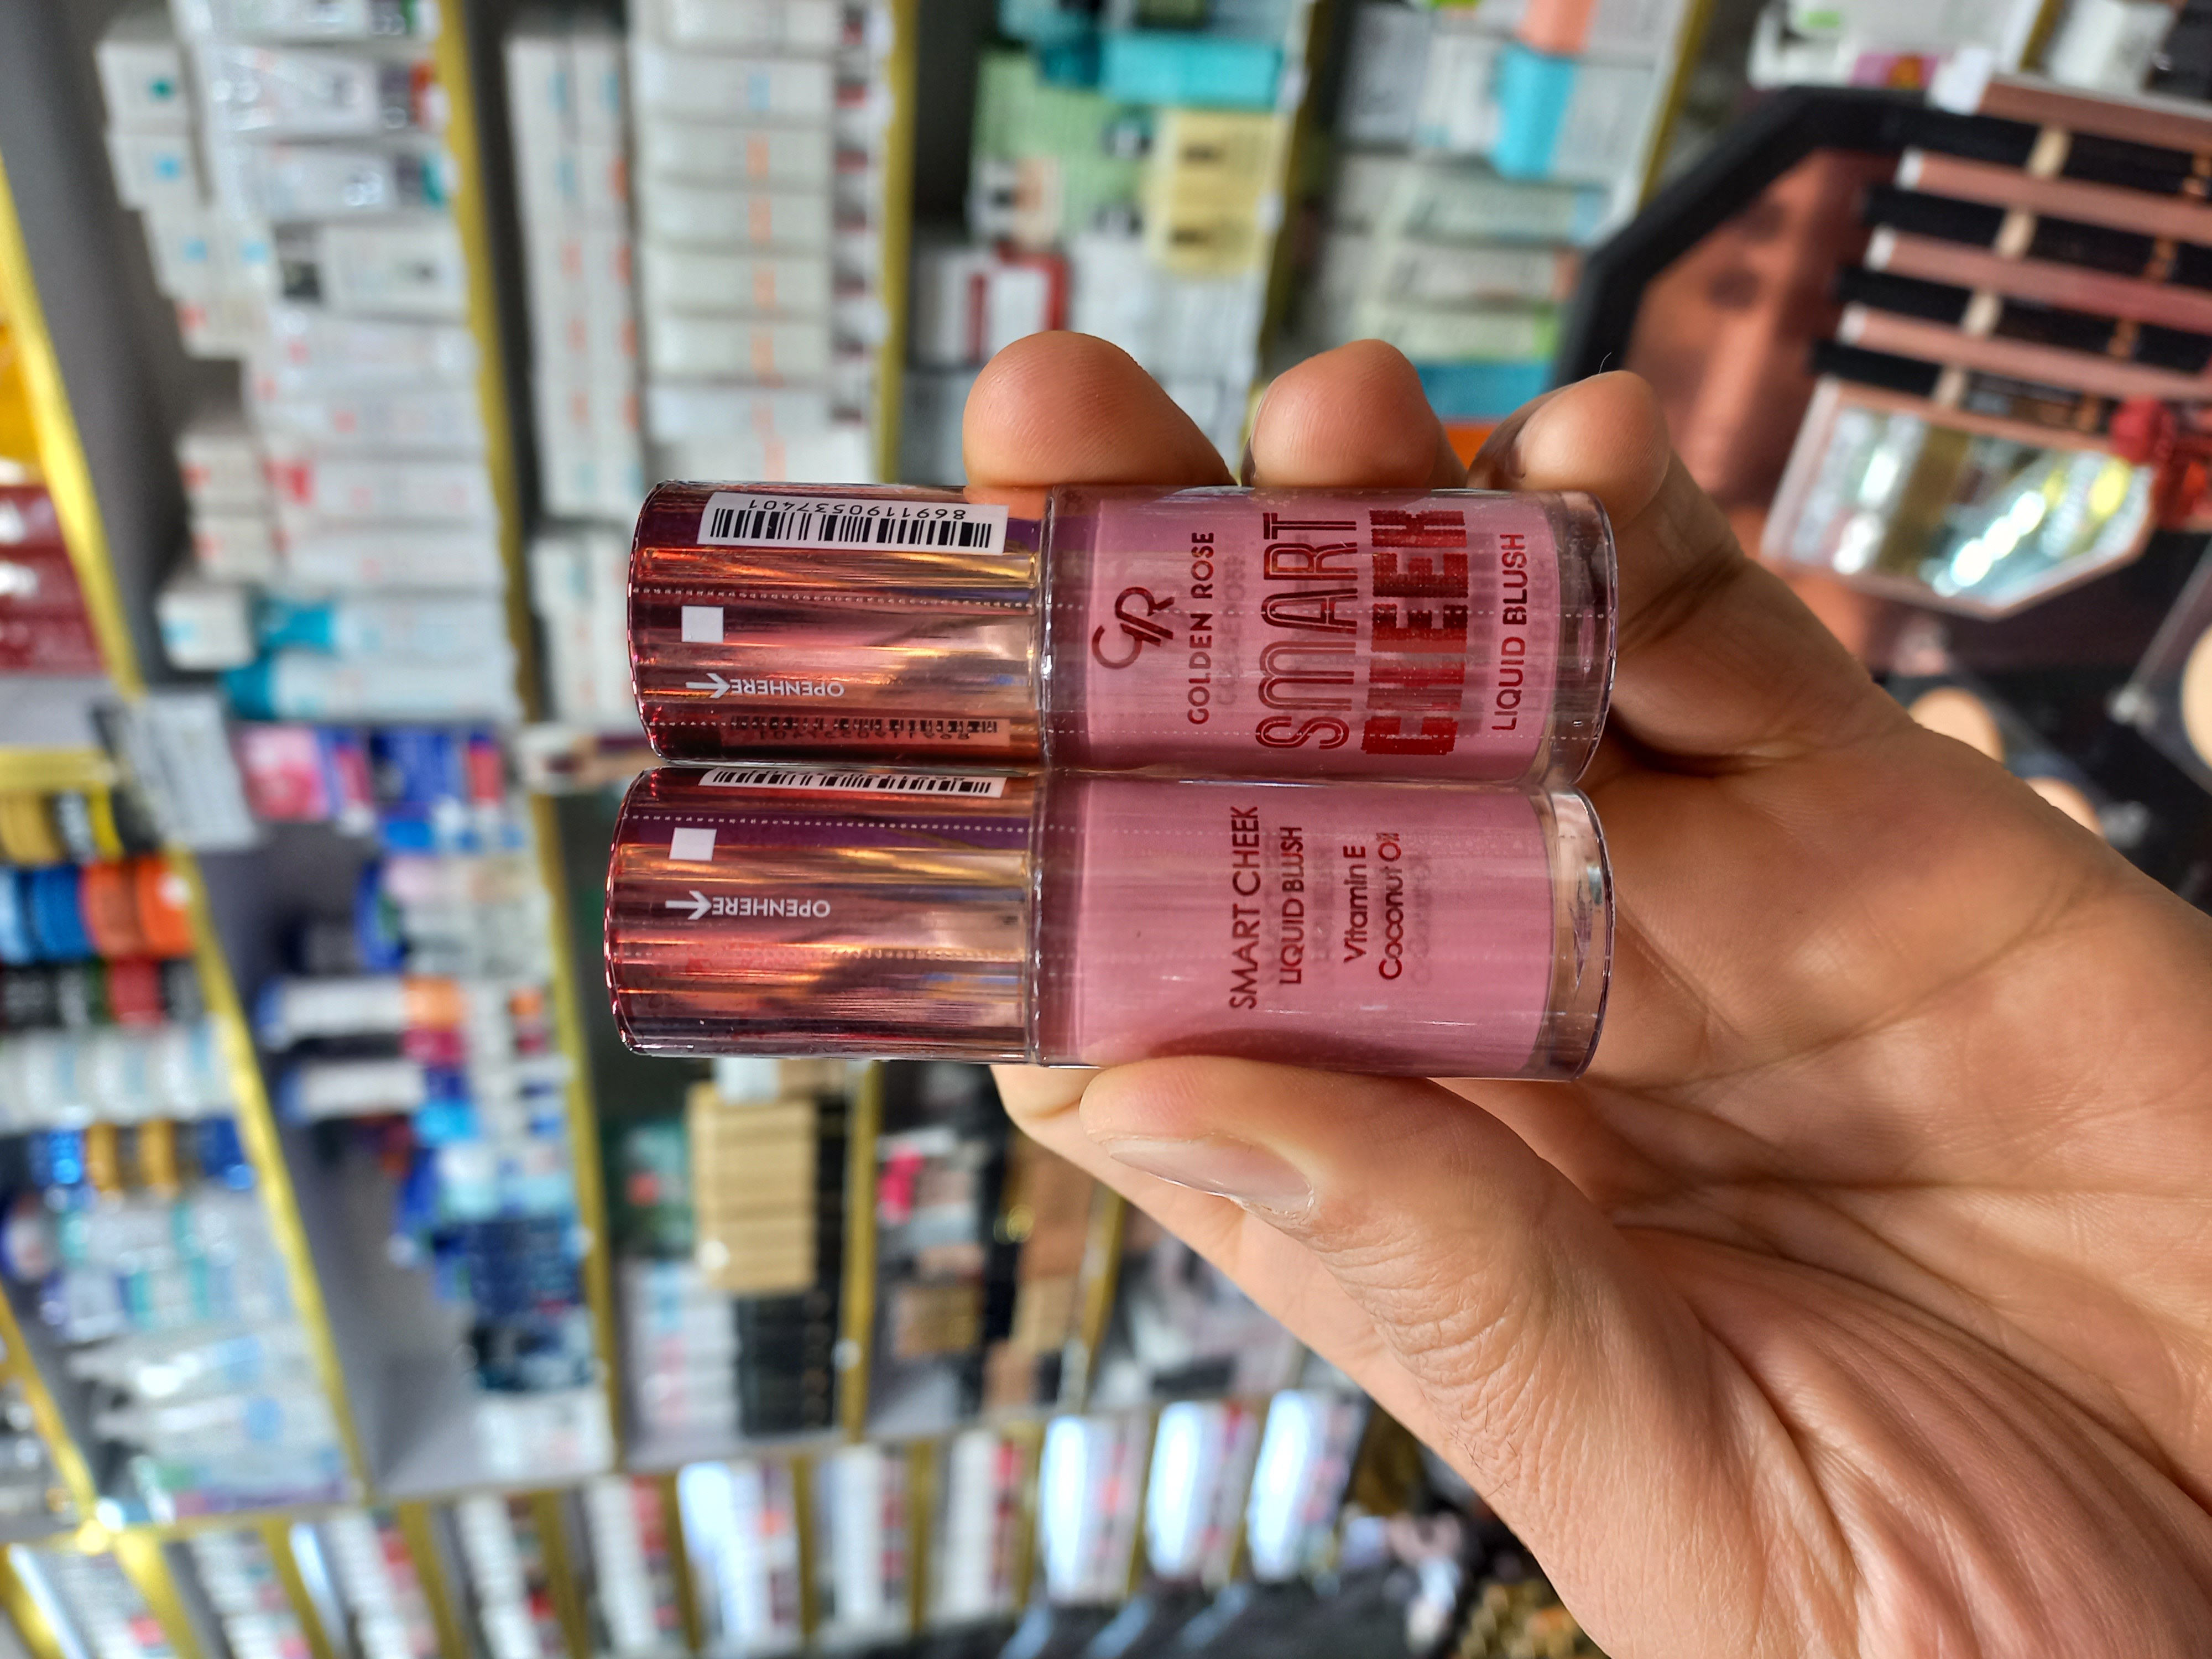 GR
GOLDEN ROSE
SMART
CHEEK
LIQUID BLUSH
8691190537401
OPENHERE
SMART CHEEK
LIQUID BLUSH
Vitamin E
Coconut Oil
OPENHERE